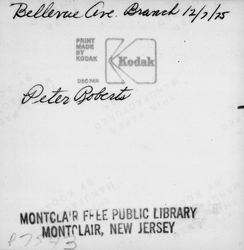 Bellevue Ave. Branch 12/7/75
PRINT
MADE
BY
KODAK
Kodak
Peter Roberts
MONTCLAIR FREE PUBLIC LIBRARY
MONTCLAIR, NEW JERSEY